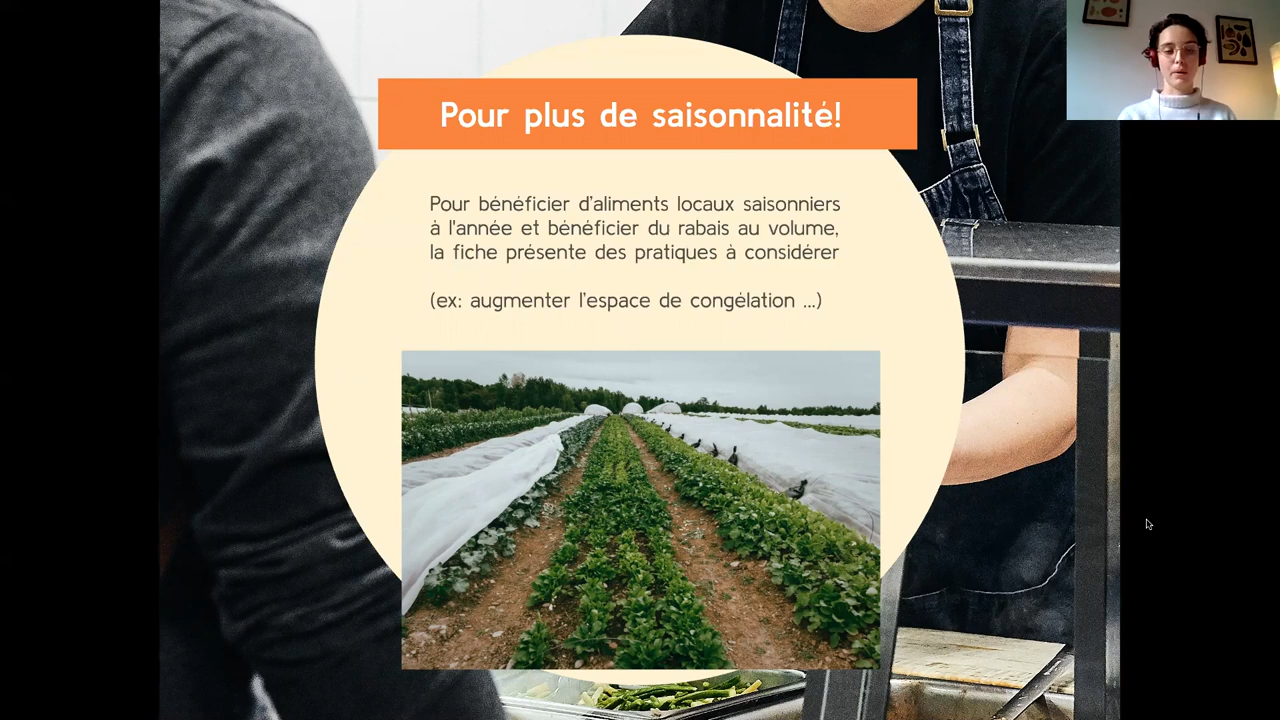 Pour plus de saisonnalité!
Pour bénéficier d'aliments locaux saisonniers
à l'année et bénéficier du rabais au volume,
la fiche présente des pratiques à considérer
(ex: augmenter l'espace de congélation ...)